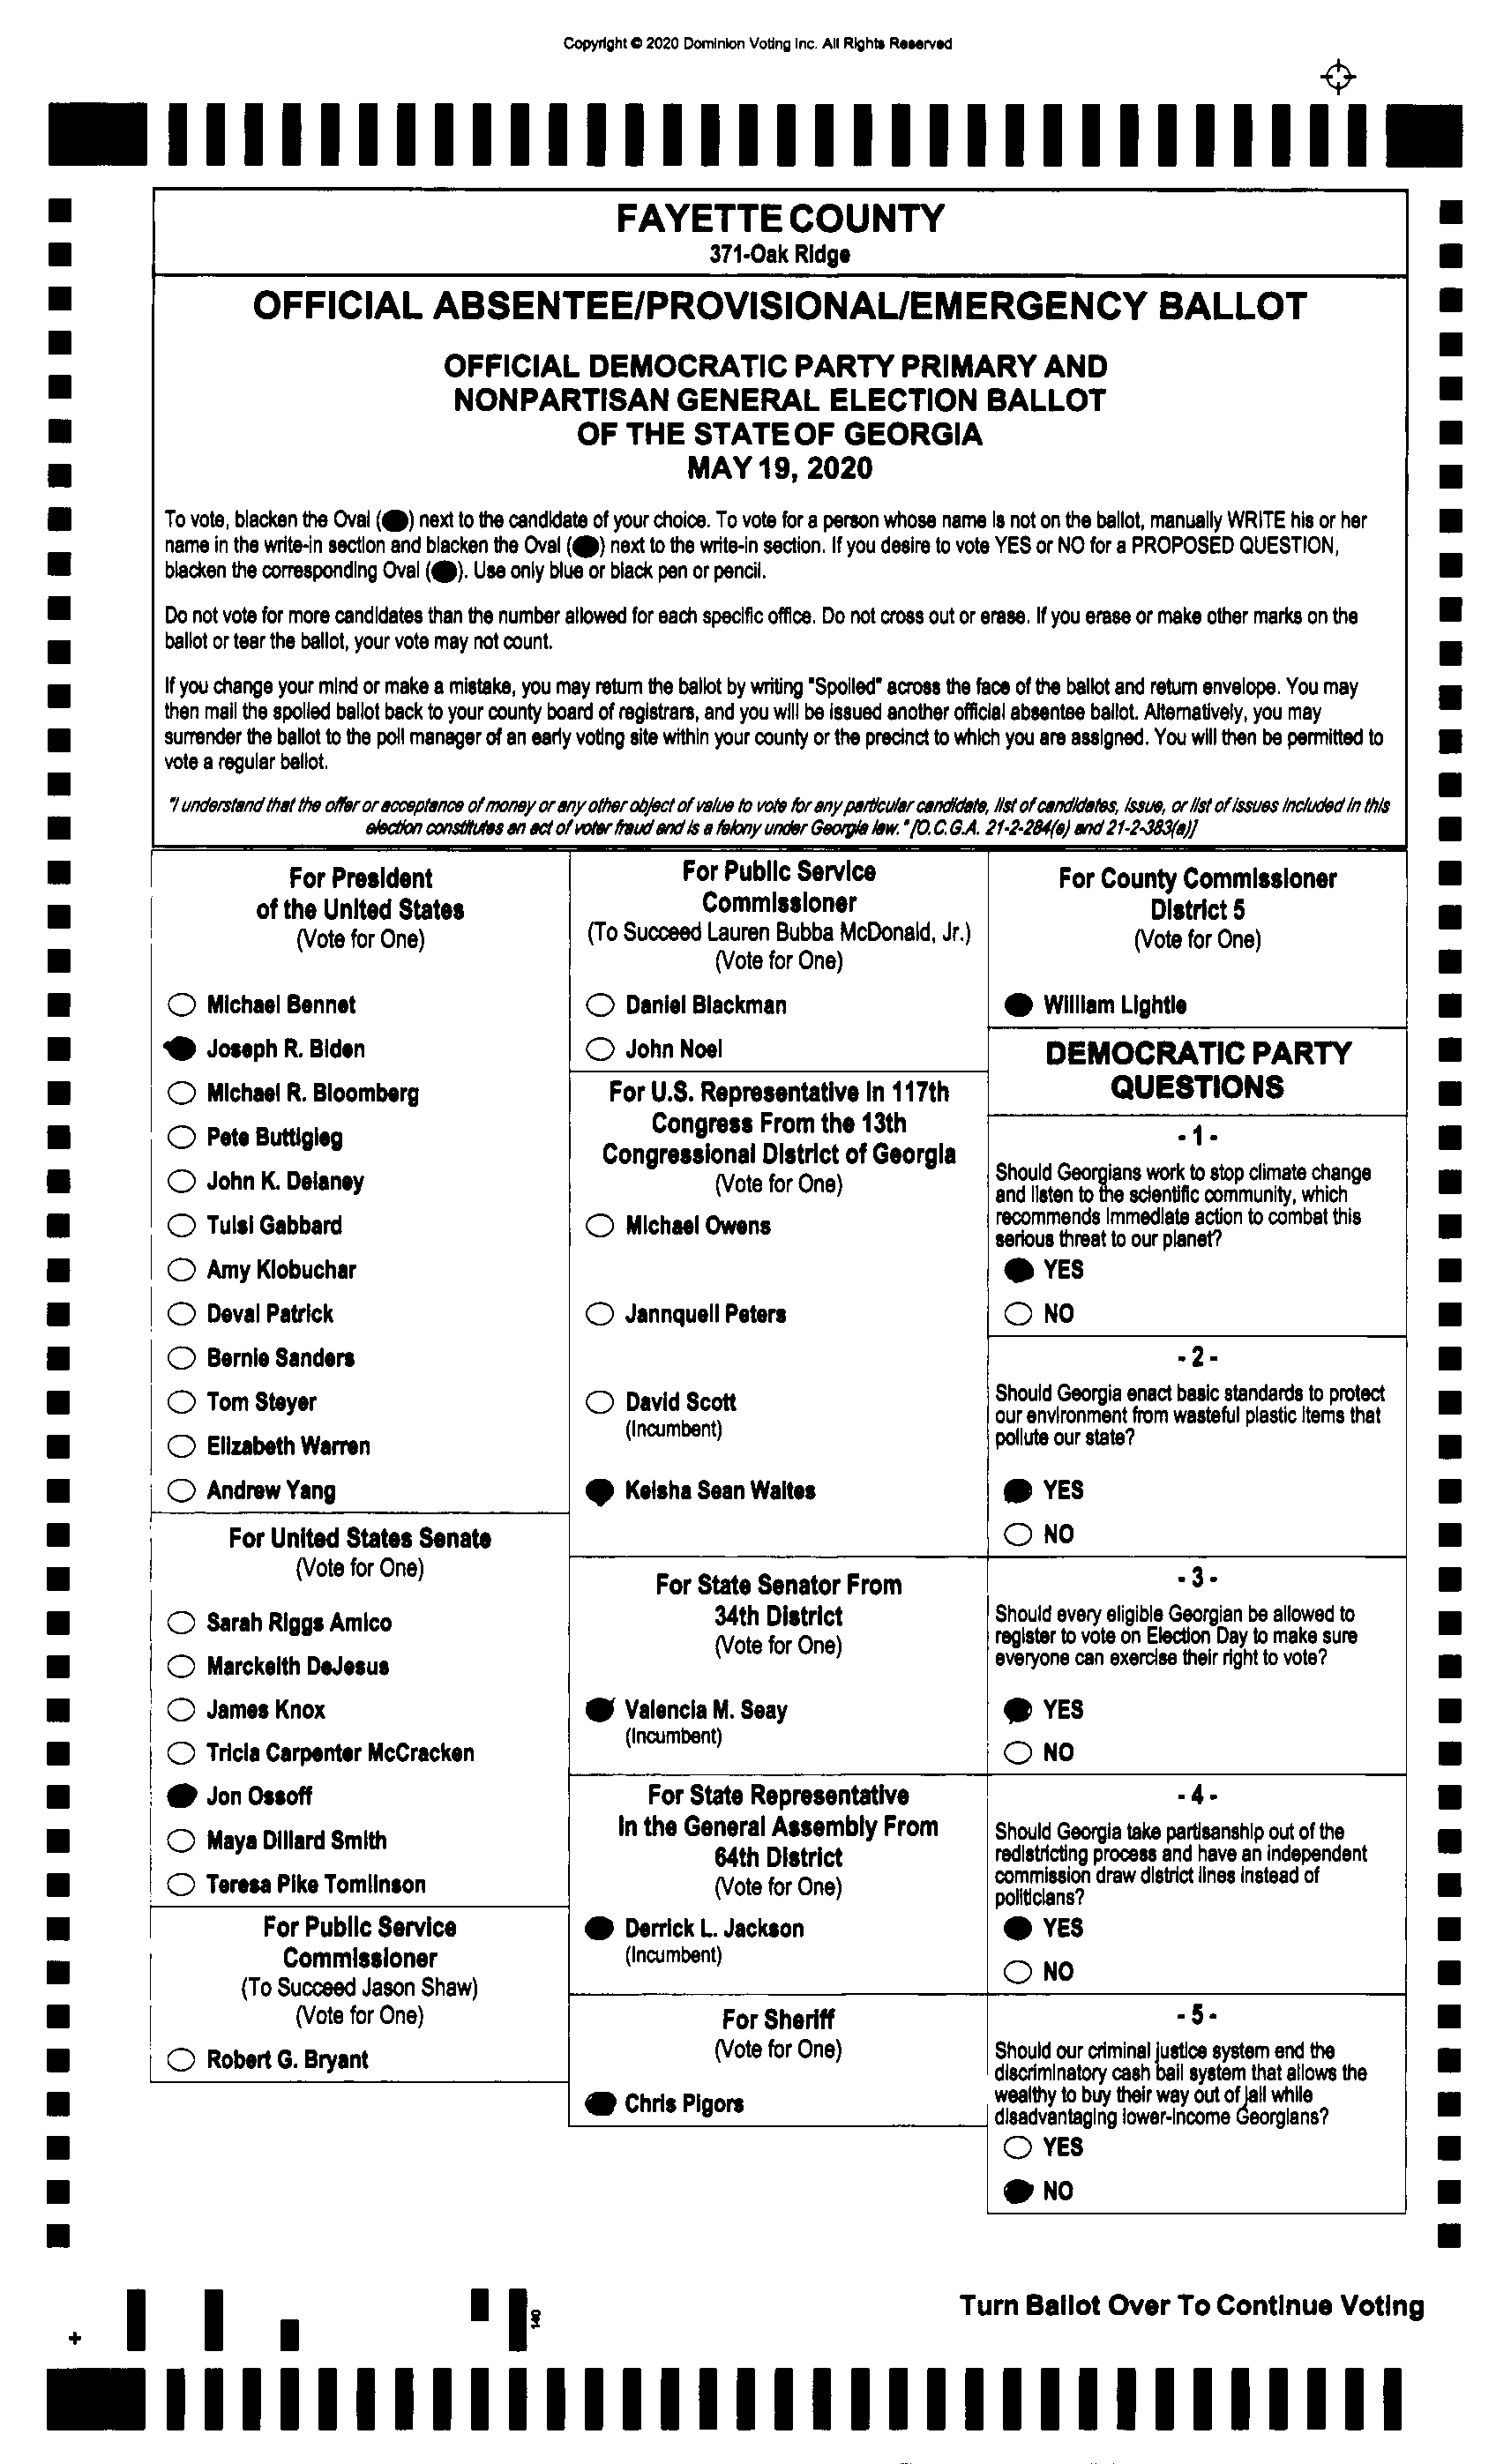 Copyright © 2020 Dominion Voting Inc. All Rights Reserved
FAYETTE COUNTY
371-Oak Ridge
OFFICIAL ABSENTEE/PROVISIONAL/EMERGENCY BALLOT
OFFICIAL DEMOCRATIC PARTY PRIMARY AND
NONPARTISAN GENERAL ELECTION BALLOT
OF THE STATE OF GEORGIA
MAY 19, 2020
To vote, blacken the Oval (●) next to the candidate of your choice. To vote for a person whose name is not on the ballot, manually WRITE his or her
name in the write-in section and blacken the Oval (●) next to the write-in section. If you desire to vote YES or NO for a PROPOSED QUESTION,
blacken the corresponding Oval (●). Use only blue or black pen or pencil.
Do not vote for more candidates than the number allowed for each specific office. Do not cross out or erase. If you erase or make other marks on the
ballot or tear the ballot, your vote may not count.
If you change your mind or make a mistake, you may return the ballot by writing "Spoiled" across the face of the ballot and return envelope. You may
then mail the spoiled ballot back to your county board of registrars, and you will be issued another official absentee ballot. Alternatively, you may
surrender the ballot to the poll manager of an early voting site within your county or the precinct to which you are assigned. You will then be permitted to
vote a regular ballot.
"I understand that the offer or acceptance of money or any other object of value to vote for any particular candidate, list of candidates, issue, or list of issues included in this
election constitutes an act of voter fraud and is a felony under Georgia law." [O.C.G.A. 21-2-284(e) and 21-2-383(a)]
For President
of the United States
(Vote for One)
Michael Bennet
Joseph R. Biden
Michael R. Bloomberg
Pete Buttigieg
John K. Delaney
Tulsi Gabbard
Amy Klobuchar
Deval Patrick
Bernie Sanders
Tom Steyer
Elizabeth Warren
Andrew Yang
For United States Senate
(Vote for One)
Sarah Riggs Amico
Marckeith DeJesus
James Knox
Tricia Carpenter McCracken
Jon Ossoff
Maya Dillard Smith
Teresa Pike Tomlinson
For Public Service
Commissioner
(To Succeed Jason Shaw)
(Vote for One)
Robert G. Bryant
For Public Service
Commissioner
(To Succeed Lauren Bubba McDonald, Jr.)
(Vote for One)
Daniel Blackman
John Noel
For U.S. Representative in 117th
Congress From the 13th
Congressional District of Georgia
(Vote for One)
Michael Owens
Jannquell Peters
David Scott
(Incumbent)
Keisha Sean Waites
For State Senator From
34th District
(Vote for One)
Valencia M. Seay
(Incumbent)
For State Representative
In the General Assembly From
64th District
(Vote for One)
Derrick L. Jackson
(Incumbent)
For Sheriff
(Vote for One)
Chris Pigors
For County Commissioner
District 5
(Vote for One)
William Lightle
DEMOCRATIC PARTY
QUESTIONS
- 1 -
Should Georgians work to stop climate change
and listen to the scientific community, which
recommends immediate action to combat this
serious threat to our planet?
YES
NO
- 2 -
Should Georgia enact basic standards to protect
our environment from wasteful plastic items that
pollute our state?
YES
NO
- 3 -
Should every eligible Georgian be allowed to
register to vote on Election Day to make sure
everyone can exercise their right to vote?
YES
NO
- 4 -
Should Georgia take partisanship out of the
redistricting process and have an independent
commission draw district lines instead of
politicians?
YES
NO
- 5 -
Should our criminal justice system end the
discriminatory cash bail system that allows the
wealthy to buy their way out of jail while
disadvantaging lower-income Georgians?
YES
NO
140
Turn Ballot Over To Continue Voting